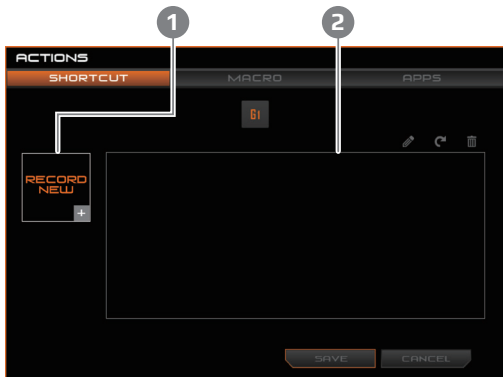 1 2
ACTIONS
SHORTCUT MACRO APPS
G1
RECORD
NEW
+
SAVE CANCEL